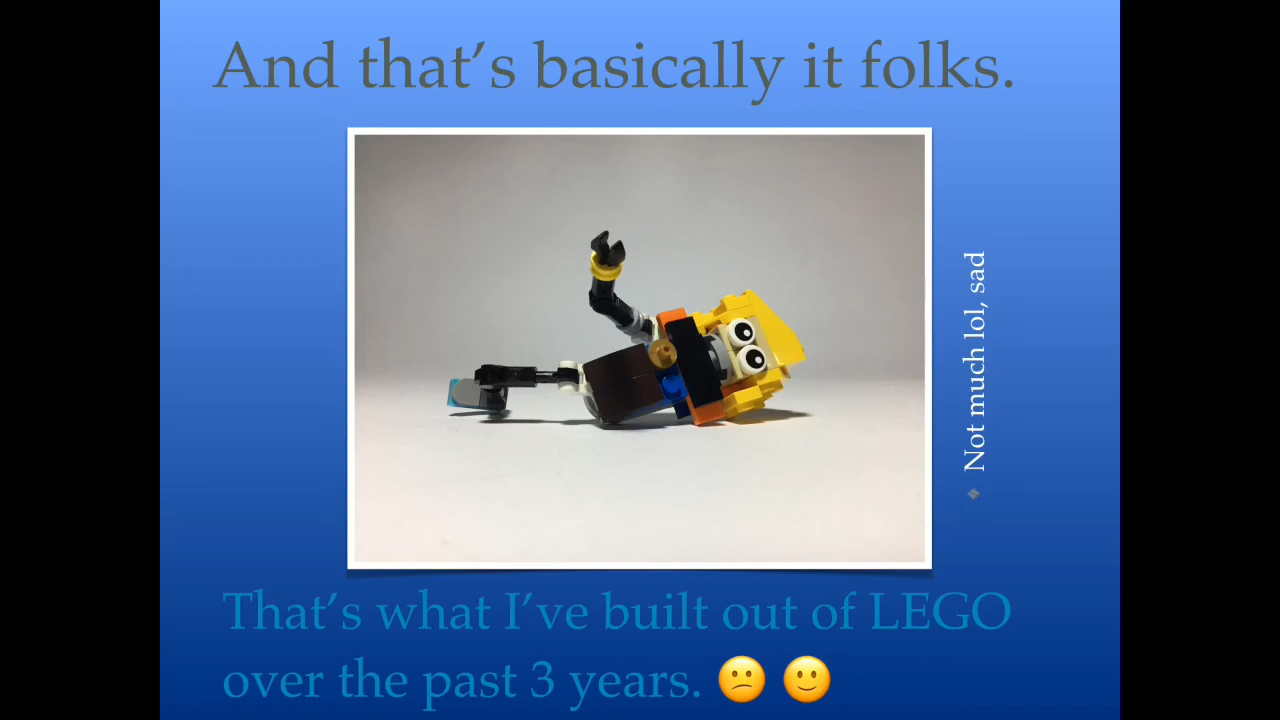 And that’s basically it folks.
Not much lol, sad
That’s what I’ve built out of LEGO
over the past 3 years. 😕 🙂